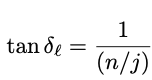 tan δ_ℓ = 1 / (n/j)